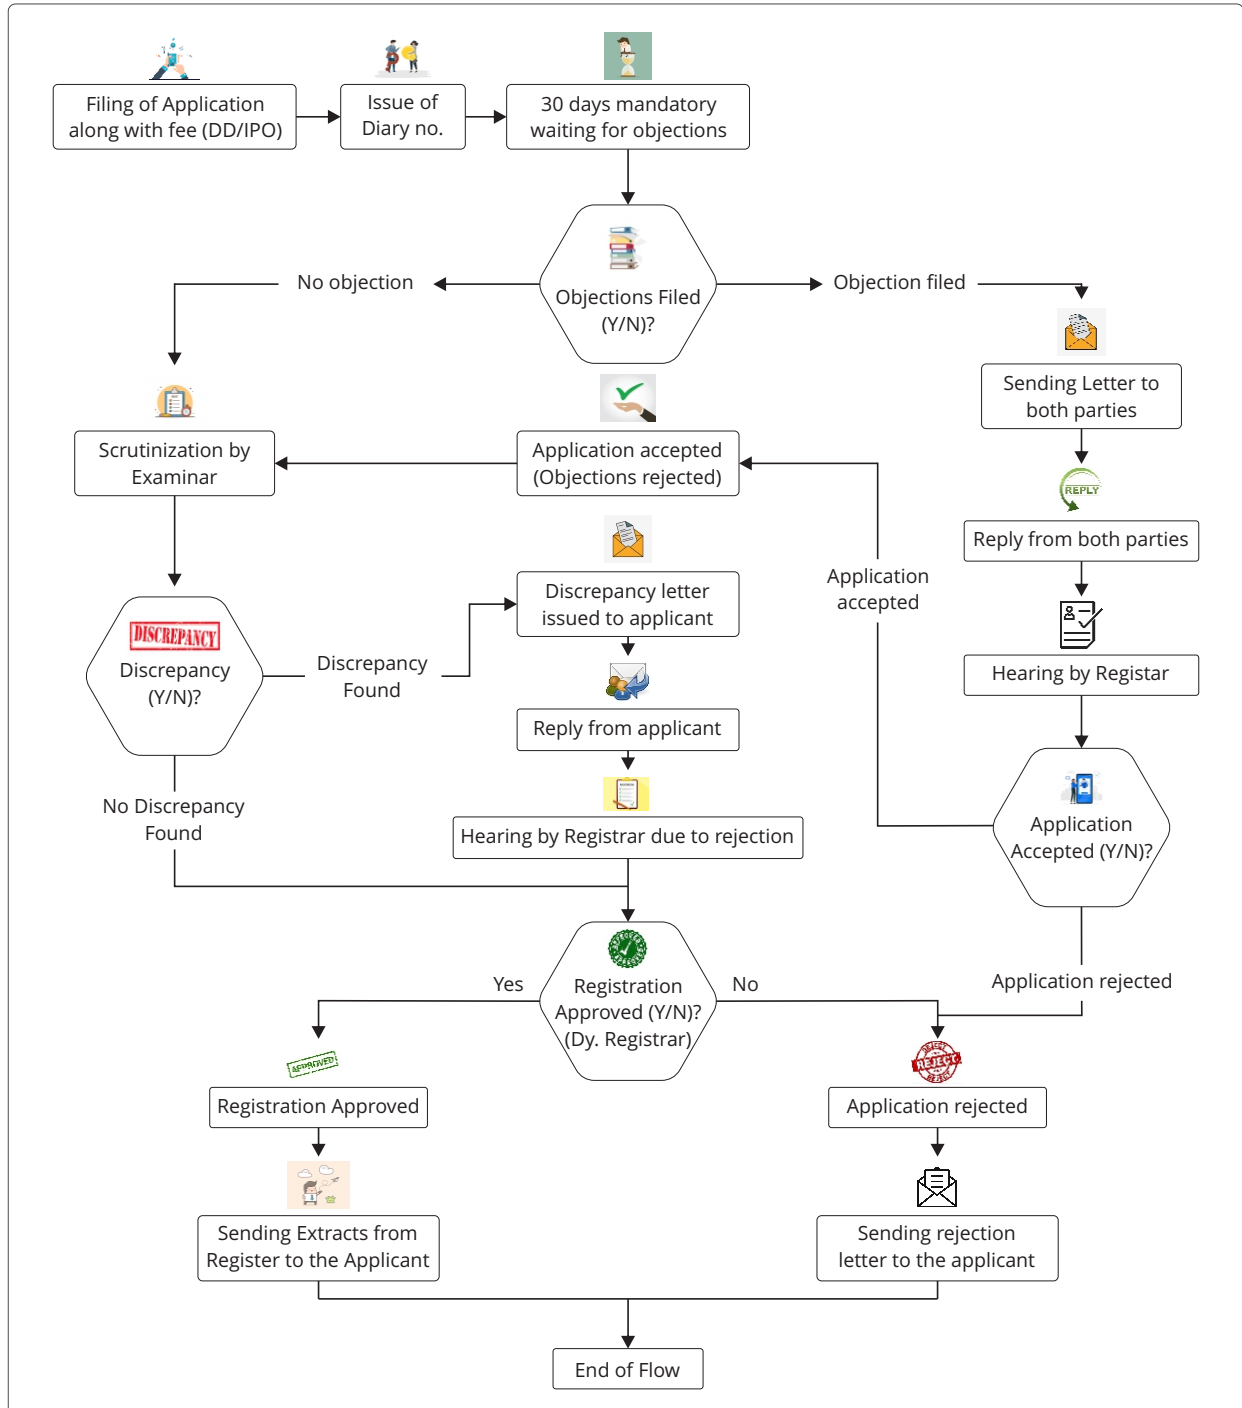 Filing of Application
along with fee (DD/IPO)
Issue of
Diary no.
30 days mandatory
waiting for objections
Objections Filed
(Y/N)?
No objection
Objection filed
Sending Letter to
both parties
REPLY
Reply from both parties
Hearing by Registar
Application
Accepted (Y/N)?
Application
accepted
Application accepted
(Objections rejected)
Scrutinization by
Examinar
DISCREPANCY
Discrepancy
(Y/N)?
Discrepancy
Found
Discrepancy letter
issued to applicant
Reply from applicant
Hearing by Registrar due to rejection
No Discrepancy
Found
APPROVED
APPROVED
Registration
Approved (Y/N)?
(Dy. Registrar)
Yes
No
Application rejected
APPROVED
Registration Approved
Sending Extracts from
Register to the Applicant
REJECT
REJECT
REJECT
Application rejected
Sending rejection
letter to the applicant
End of Flow